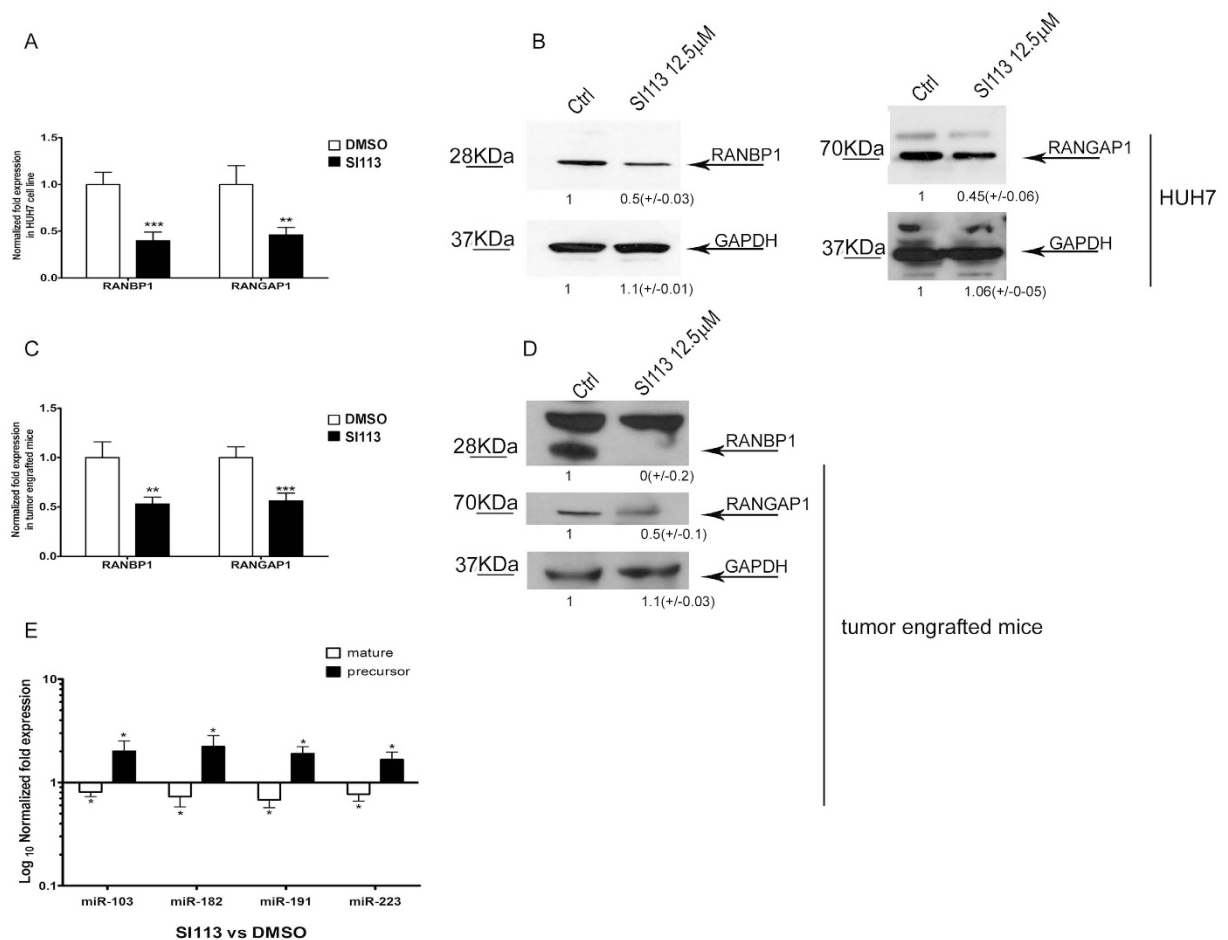 A
Normalized fold expression
in HUH7 cell line
1.5
1.0
0.5
0.0
DMSO
SI113
***
**
RANBP1
RANGAP1
B
Ctrl
SI113 12.5µM
28KDa
RANBP1
1
0.5(+/-0.03)
37KDa
GAPDH
1
1.1(+/-0.01)
Ctrl
SI113 12.5µM
70KDa
RANGAP1
1
0.45(+/-0.06)
37KDa
GAPDH
1
1.06(+/-0-05)
HUH7
C
Normalized fold expression
in tumor engrafted mice
1.5
1.0
0.5
0.0
DMSO
SI113
**
***
RANBP1
RANGAP1
D
Ctrl
SI113 12.5µM
28KDa
RANBP1
1
0(+/-0.2)
70KDa
RANGAP1
1
0.5(+/-0.1)
37KDa
GAPDH
1
1.1(+/-0.03)
tumor engrafted mice
E
mature
precursor
Log 10 Normalized fold expression
10
1
0.1
*
*
*
*
*
*
*
*
miR-103
miR-182
miR-191
miR-223
SI113 vs DMSO